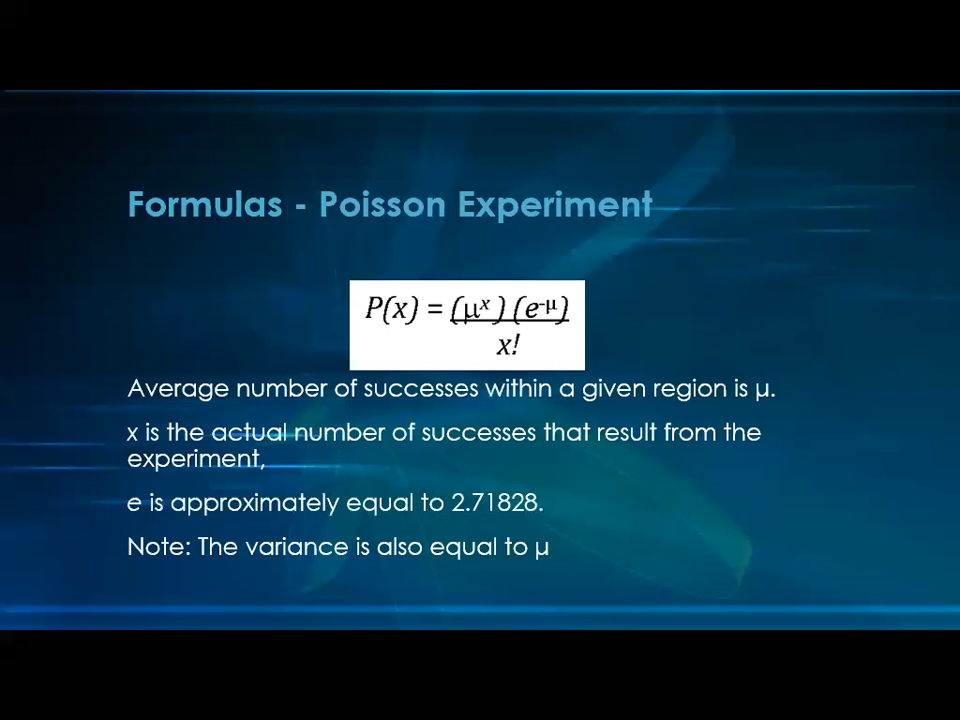 Formulas - Poisson Experiment
P(x) = (μˣ ) (e⁻μ)
x!
Average number of successes within a given region is μ.
x is the actual number of successes that result from the
experiment,
e is approximately equal to 2.71828.
Note: The variance is also equal to μ